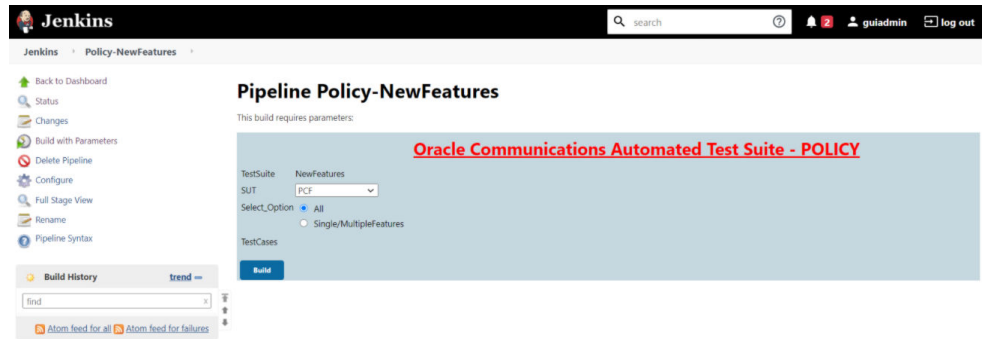 Jenkins
search
2
guiadmin
log out
Jenkins
Policy-NewFeatures
Back to Dashboard
Status
Changes
Build with Parameters
Delete Pipeline
Configure
Full Stage View
Rename
Pipeline Syntax
Build History
trend
find
x
Atom feed for all Atom feed for failures
Pipeline Policy-NewFeatures
This build requires parameters:
Oracle Communications Automated Test Suite - POLICY
TestSuite NewFeatures
SUT PCF
Select_Option All
Single/MultipleFeatures
TestCases
Build